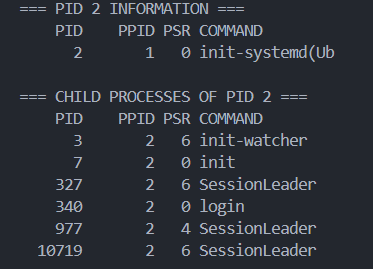 === PID 2 INFORMATION ===
PID PPID PSR COMMAND
2 1 0 init-systemd(Ub
=== CHILD PROCESSES OF PID 2 ===
PID PPID PSR COMMAND
3 2 6 init-watcher
7 2 0 init
327 2 6 SessionLeader
340 2 0 login
977 2 4 SessionLeader
10719 2 6 SessionLeader